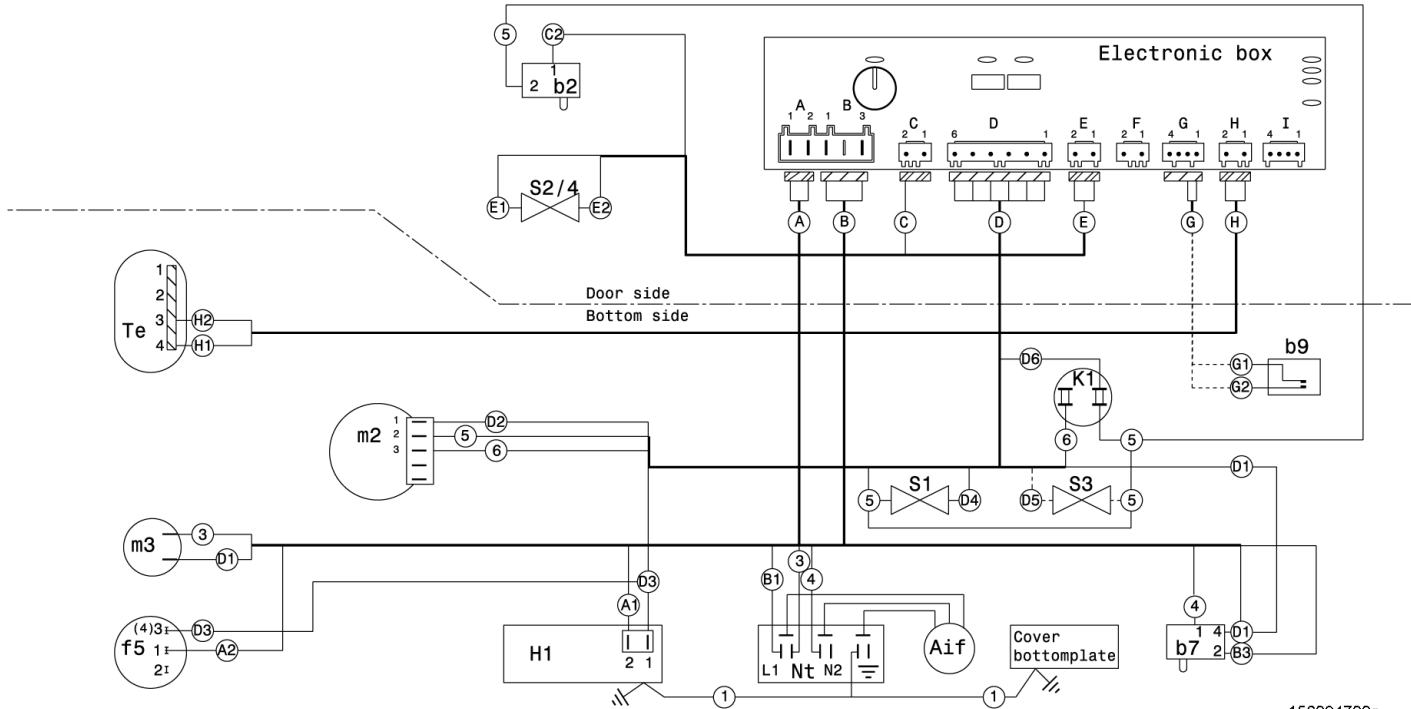 5 C2
1
2 b2
Electronic box
A B C D E F G H I
1 2 1 3 2 1 6 1 2 1 2 1 4 1 2 1 4 1
S2/4
E1 E2
A B C D E G H
Door side
Bottom side
Te
1
2
3 H2
4 H1
D6
K1
b9
G1
G2
m2
1 D2
2 5
3 6
6 5
D1
S1 S3
5 D4 D5 5
m3
3
D1
B1 3 4
D3
A1
4
f5
(4)3 D3
1 A2
2
H1
2 1
L1 Nt N2
Aif
Cover
bottomplate
1 4 D1
b7 2 B3
1 1